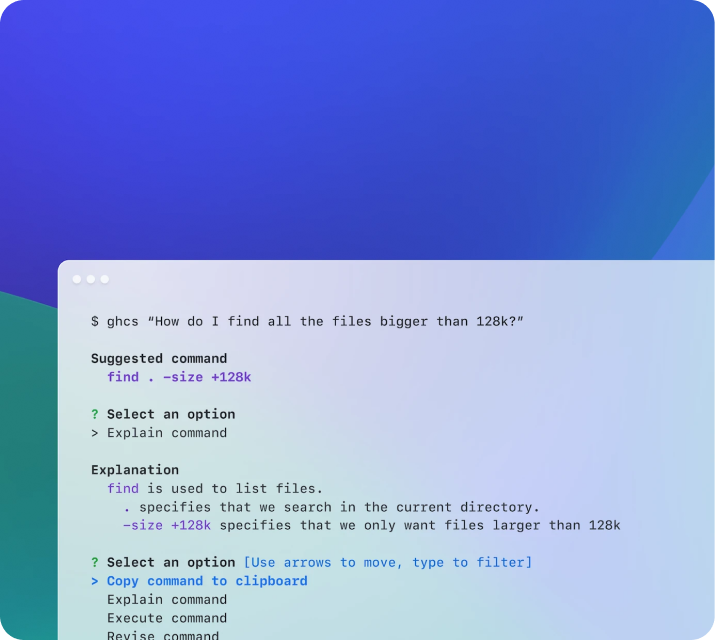 $ ghcs “How do I find all the files bigger than 128k?”
Suggested command
find . –size +128k
? Select an option
> Explain command
Explanation
find is used to list files.
. specifies that we search in the current directory.
–size +128k specifies that we only want files larger than 128k
? Select an option [Use arrows to move, type to filter]
> Copy command to clipboard
Explain command
Execute command
Revise command